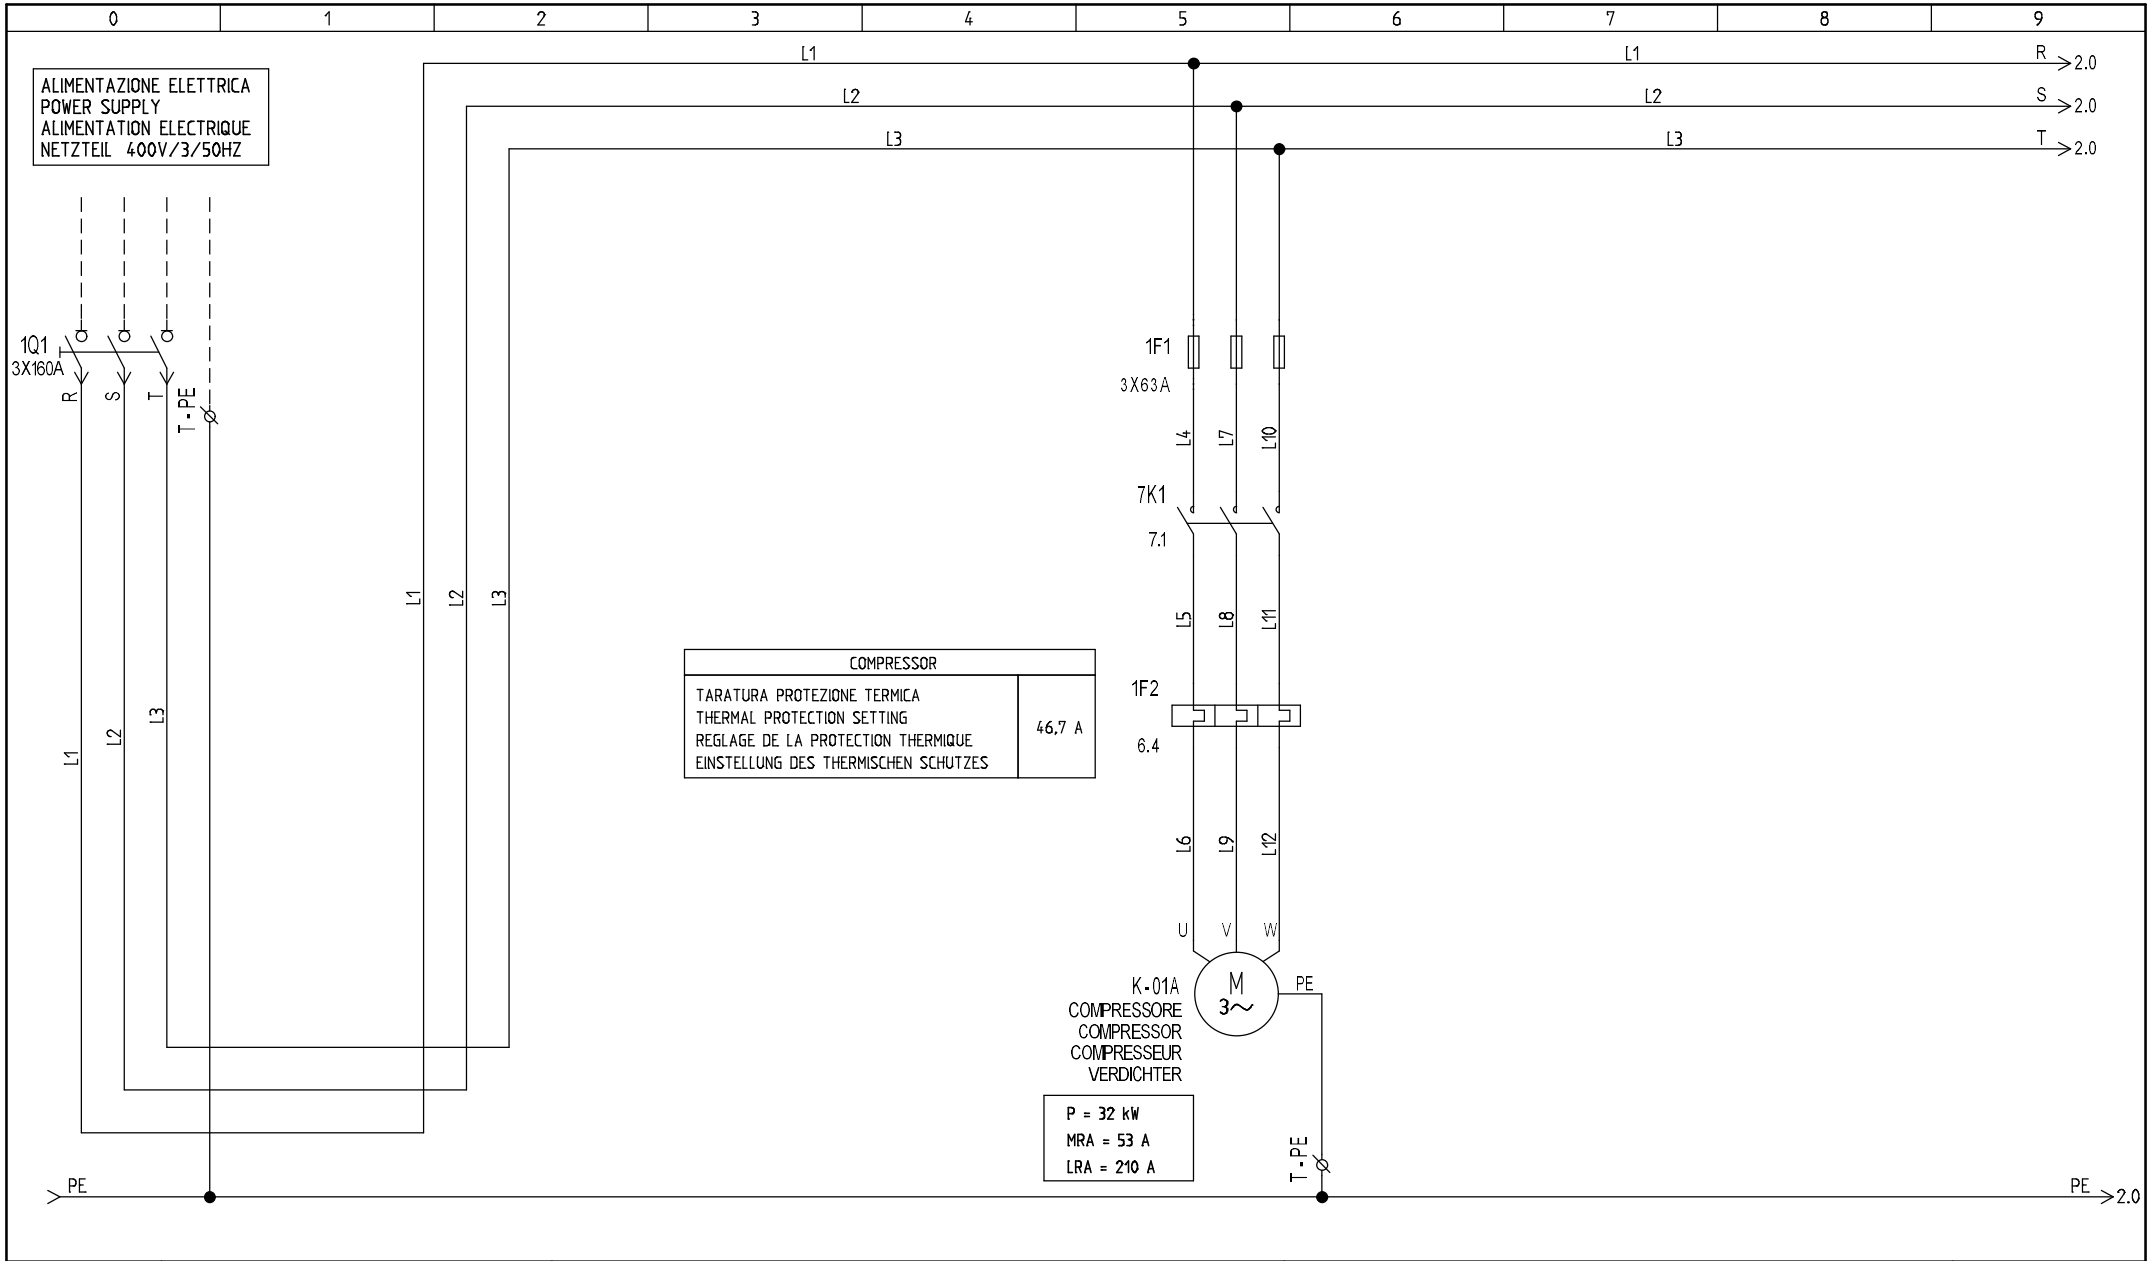 0 1 2 3 4 5 6 7 8 9
L1 L1 R 2.0
ALIMENTAZIONE ELETTRICA
POWER SUPPLY
ALIMENTATION ELECTRIQUE
NETZTEIL 400V/3/50HZ
L2 L2 S 2.0
L3 L3 T 2.0
1Q1
3X160A
R S T T-PE
1F1
3X63A
L4 L7 L10
7K1
7.1
L1 L2 L3
L5 L8 L11
COMPRESSOR
TARATURA PROTEZIONE TERMICA
THERMAL PROTECTION SETTING
REGLAGE DE LA PROTECTION THERMIQUE
EINSTELLUNG DES THERMISCHEN SCHUTZES
46,7 A
1F2
6.4
L1 L2 L3
L6 L9 L12
U V W
M
3~
PE
K-01A
COMPRESSORE
COMPRESSOR
COMPRESSEUR
VERDICHTER
P = 32 kW
MRA = 53 A
LRA = 210 A
T-PE
PE PE 2.0